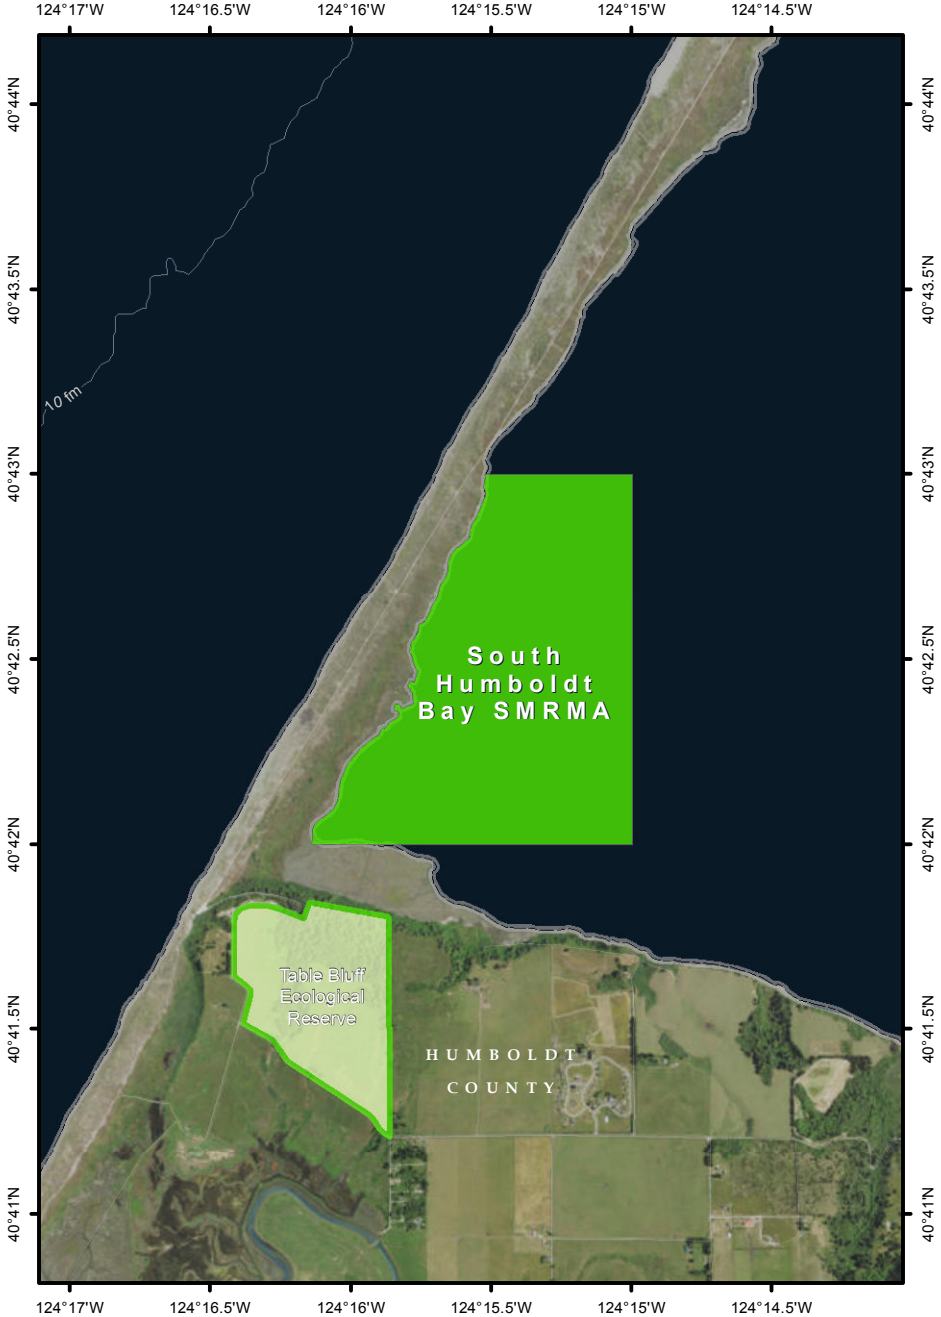 124°17'W 124°16.5'W 124°16'W 124°15.5'W 124°15'W 124°14.5'W
40°44'N 40°44'N
40°43.5'N 40°43.5'N
10 fm
40°43'N 40°43'N
40°42.5'N 40°42.5'N
South
Humboldt
Bay SMRMA
40°42'N 40°42'N
Table Bluff
Ecological
Reserve
40°41.5'N 40°41.5'N
HUMBOLDT
COUNTY
40°41'N 40°41'N
124°17'W 124°16.5'W 124°16'W 124°15.5'W 124°15'W 124°14.5'W